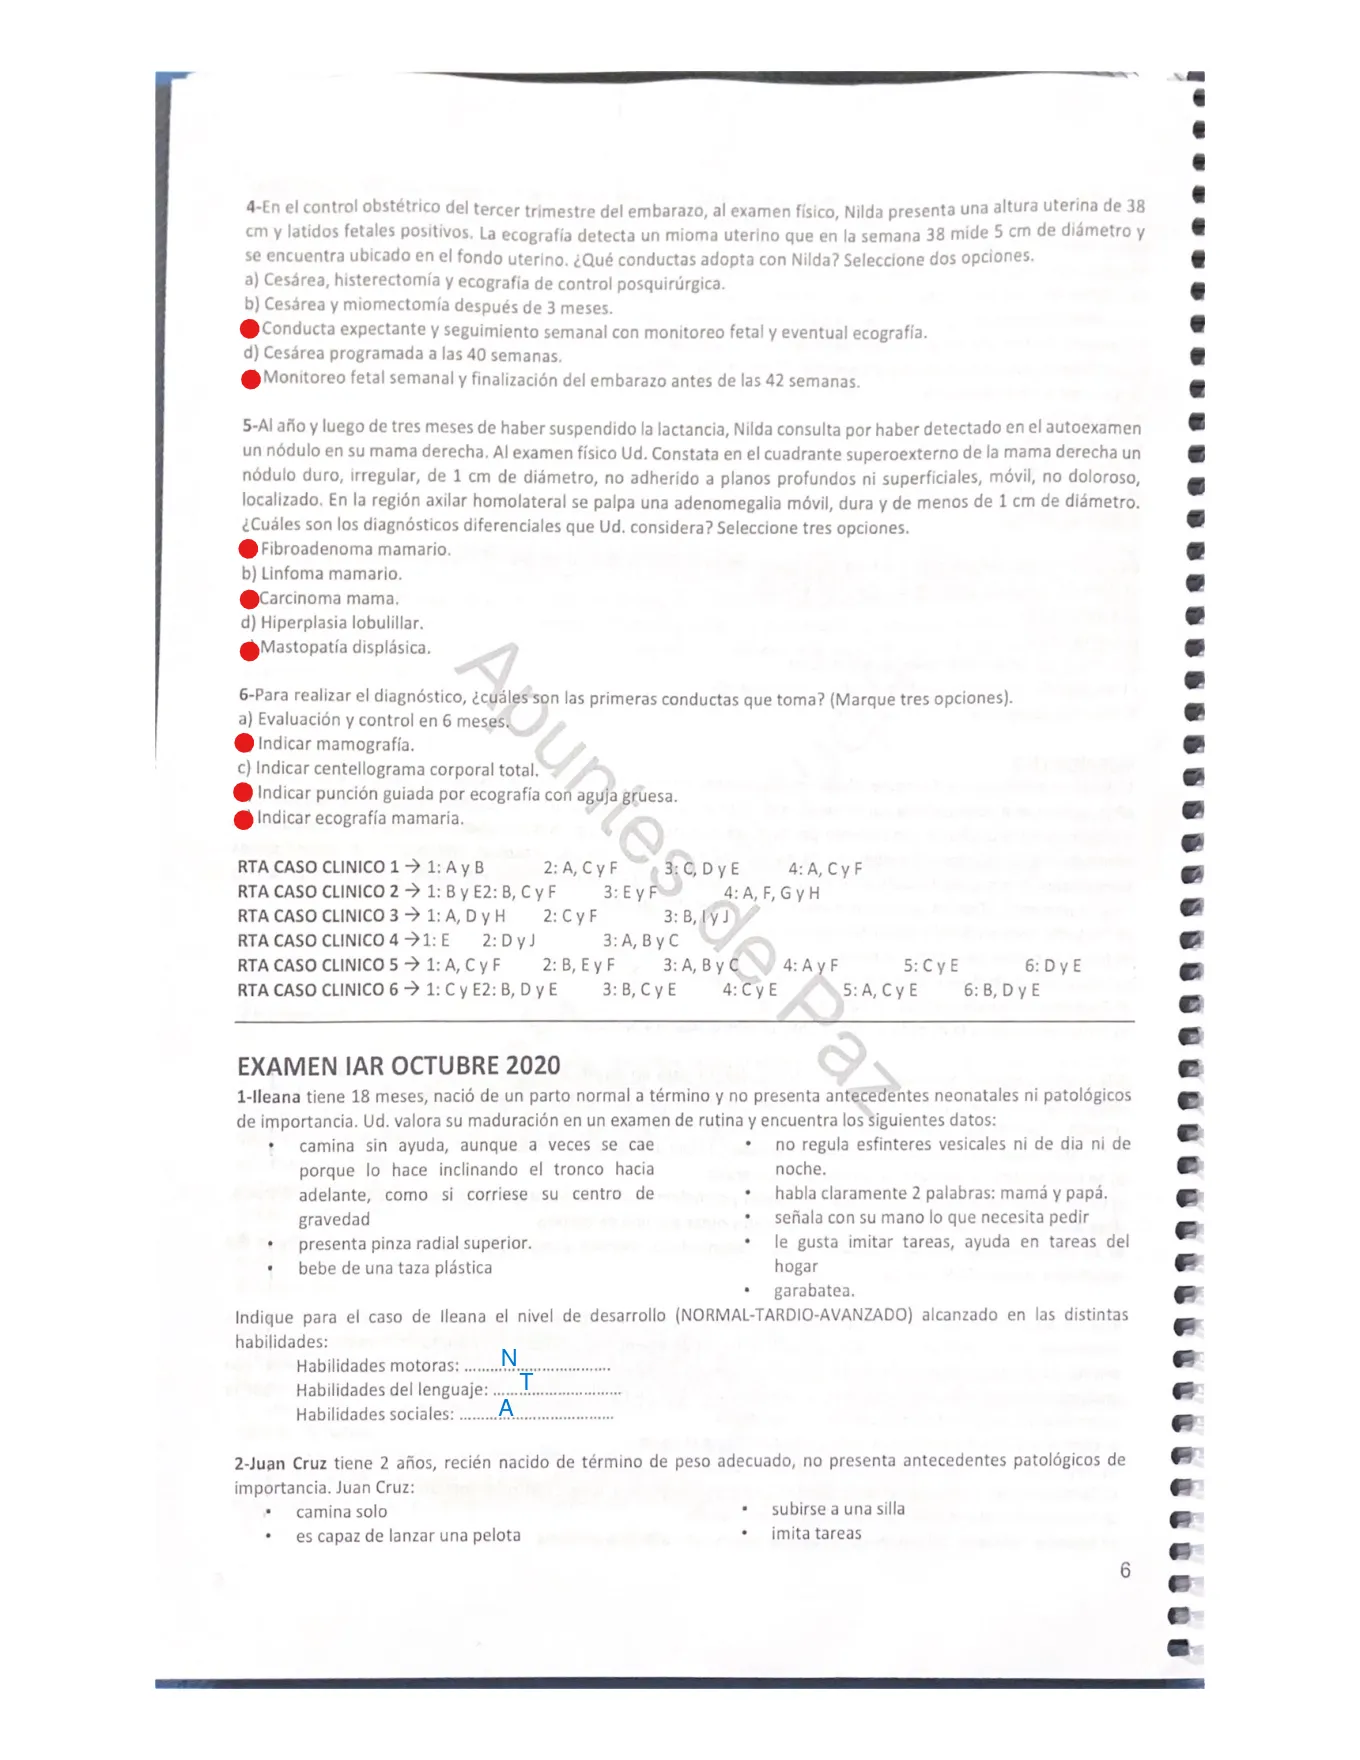 4-En el control obstétrico del tercer trimestre del embarazo, al examen físico, Nilda presenta una altura uterina de 38
cm y latidos fetales positivos. La ecografía detecta un mioma uterino que en la semana 38 mide 5 cm de diámetro y
se encuentra ubicado en el fondo uterino. ¿Qué conductas adopta con Nilda? Seleccione dos opciones.
a) Cesárea, histerectomía y ecografía de control posquirúrgica.
b) Cesárea y miomectomía después de 3 meses.
Conducta expectante y seguimiento semanal con monitoreo fetal y eventual ecografía.
d) Cesárea programada a las 40 semanas.
Monitoreo fetal semanal y finalización del embarazo antes de las 42 semanas.
5-Al año y luego de tres meses de haber suspendido la lactancia, Nilda consulta por haber detectado en el autoexamen
un nódulo en su mama derecha. Al examen físico Ud. Constata en el cuadrante superoexterno de la mama derecha un
nódulo duro, irregular, de 1 cm de diámetro, no adherido a planos profundos ni superficiales, móvil, no doloroso,
localizado. En la región axilar homolateral se palpa una adenomegalia móvil, dura y de menos de 1 cm de diámetro.
¿Cuáles son los diagnósticos diferenciales que Ud. considera? Seleccione tres opciones.
Fibroadenoma mamario.
b) Linfoma mamario.
Carcinoma mama.
d) Hiperplasia lobulillar.
Mastopatía displásica.
6-Para realizar el diagnóstico, ¿cuáles son las primeras conductas que toma? (Marque tres opciones).
a) Evaluación y control en 6 meses.
Indicar mamografía.
c) Indicar centellograma corporal total.
Indicar punción guiada por ecografía con aguja gruesa.
Indicar ecografía mamaria.
Apuntes de Paz
RTA CASO CLINICO 1 → 1: A y B 2: A, C y F 3: C, D y E 4: A, C y F
RTA CASO CLINICO 2 → 1: B y E2: B, C y F 3: E y F 4: A, F, G y H
RTA CASO CLINICO 3 → 1: A, D y H 2: C y F 3: B, I y J
RTA CASO CLINICO 4 →1: E 2: D y J 3: A, B y C
RTA CASO CLINICO 5 → 1: A, C y F 2: B, E y F 3: A, B y C 4: A y F 5: C y E 6: D y E
RTA CASO CLINICO 6 → 1: C y E2: B, D y E 3: B, C y E 4: C y E 5: A, C y E 6: B, D y E
EXAMEN IAR OCTUBRE 2020
1-Ileana tiene 18 meses, nació de un parto normal a término y no presenta antecedentes neonatales ni patológicos
de importancia. Ud. valora su maduración en un examen de rutina y encuentra los siguientes datos:
• camina sin ayuda, aunque a veces se cae
porque lo hace inclinando el tronco hacia
adelante, como si corriese su centro de
gravedad
• presenta pinza radial superior.
• bebe de una taza plástica
• no regula esfinteres vesicales ni de dia ni de
noche.
• habla claramente 2 palabras: mamá y papá.
• señala con su mano lo que necesita pedir
• le gusta imitar tareas, ayuda en tareas del
hogar
• garabatea.
Indique para el caso de Ileana el nivel de desarrollo (NORMAL-TARDIO-AVANZADO) alcanzado en las distintas
habilidades:
Habilidades motoras: .........N.....................
Habilidades del lenguaje: .......T....................
Habilidades sociales: .........A......................
2-Juan Cruz tiene 2 años, recién nacido de término de peso adecuado, no presenta antecedentes patológicos de
importancia. Juan Cruz:
• camina solo
• es capaz de lanzar una pelota
• subirse a una silla
• imita tareas
6